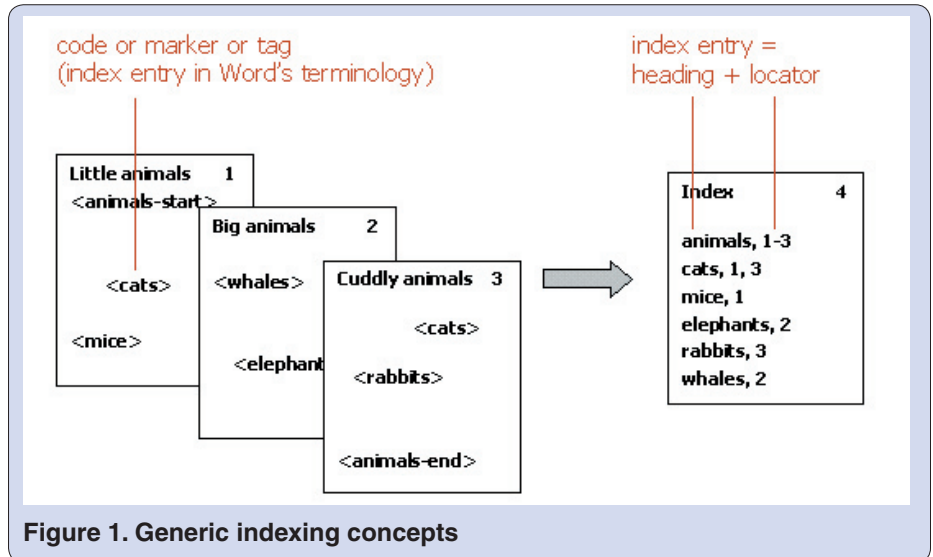 code or marker or tag
(index entry in Word's terminology)
index entry =
heading + locator
Little animals 1
<animals-start>
<cats>
<mice>
Big animals 2
<whales>
<elephant
Cuddly animals 3
<cats>
<rabbits>
<animals-end>
Index 4
animals, 1-3
cats, 1, 3
mice, 1
elephants, 2
rabbits, 3
whales, 2
Figure 1. Generic indexing concepts